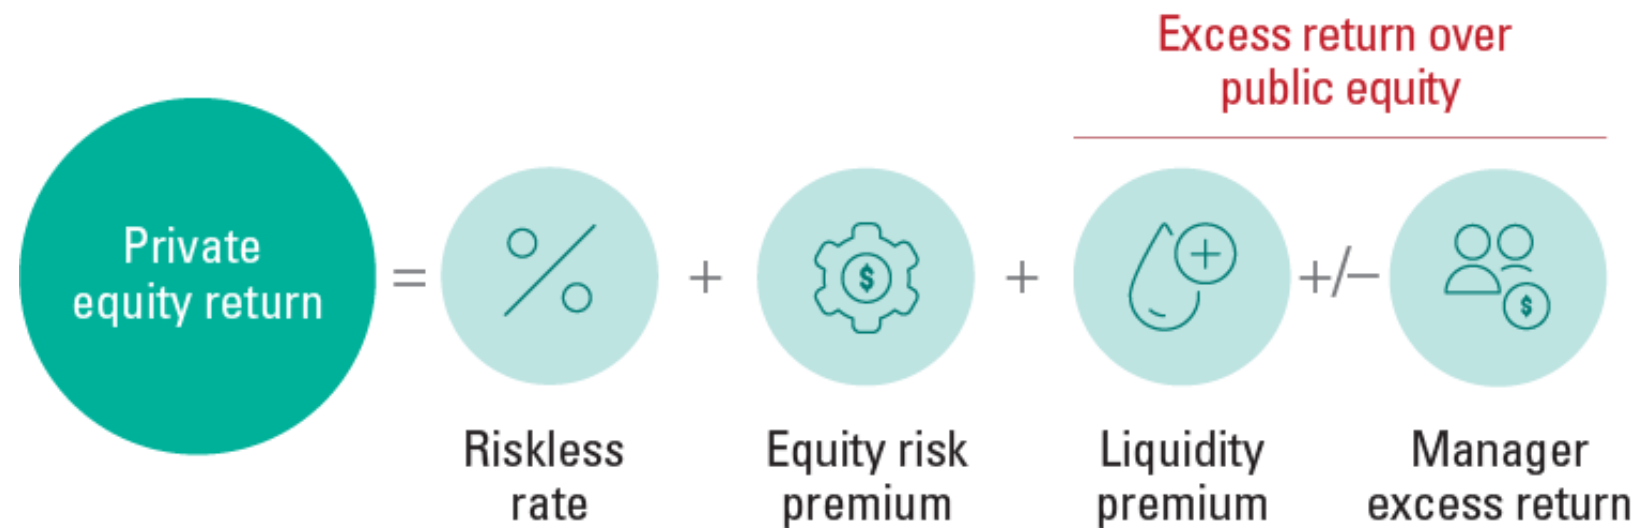 Excess return over
public equity
Private
equity return
=
+
+
+/−
$
$
Riskless
rate
Equity risk
premium
Liquidity
premium
Manager
excess return